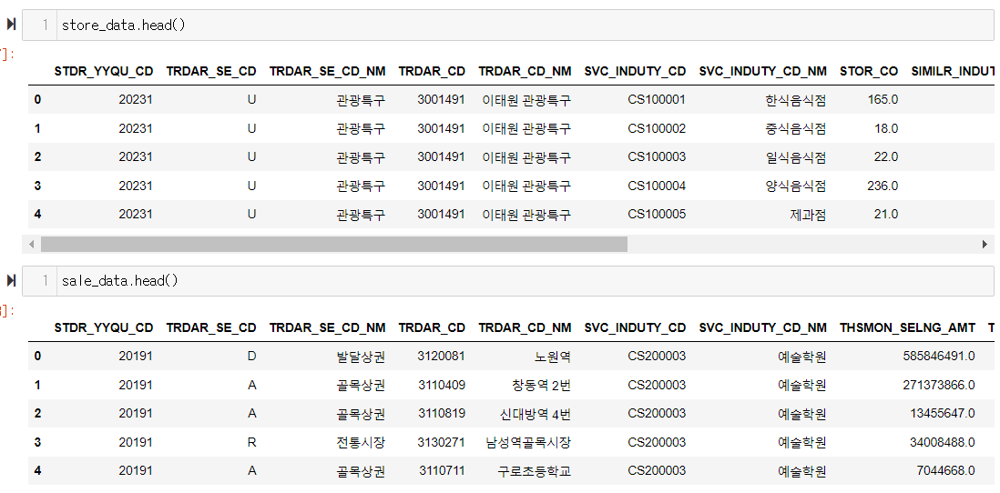 1 store_data.head()
]:
STDR_YYQU_CD TRDAR_SE_CD TRDAR_SE_CD_NM TRDAR_CD TRDAR_CD_NM SVC_INDUTY_CD SVC_INDUTY_CD_NM STOR_CO SIMILR_INDUT
0 20231 U 관광특구 3001491 이태원 관광특구 CS100001 한식음식점 165.0
1 20231 U 관광특구 3001491 이태원 관광특구 CS100002 중식음식점 18.0
2 20231 U 관광특구 3001491 이태원 관광특구 CS100003 일식음식점 22.0
3 20231 U 관광특구 3001491 이태원 관광특구 CS100004 양식음식점 236.0
4 20231 U 관광특구 3001491 이태원 관광특구 CS100005 제과점 21.0
1 sale_data.head()
]:
STDR_YYQU_CD TRDAR_SE_CD TRDAR_SE_CD_NM TRDAR_CD TRDAR_CD_NM SVC_INDUTY_CD SVC_INDUTY_CD_NM THSMON_SELNG_AMT T
0 20191 D 발달상권 3120081 노원역 CS200003 예술학원 585846491.0
1 20191 A 골목상권 3110409 창동역 2번 CS200003 예술학원 271373866.0
2 20191 A 골목상권 3110819 신대방역 4번 CS200003 예술학원 13455647.0
3 20191 R 전통시장 3130271 남성역골목시장 CS200003 예술학원 34008488.0
4 20191 A 골목상권 3110711 구로초등학교 CS200003 예술학원 7044668.0